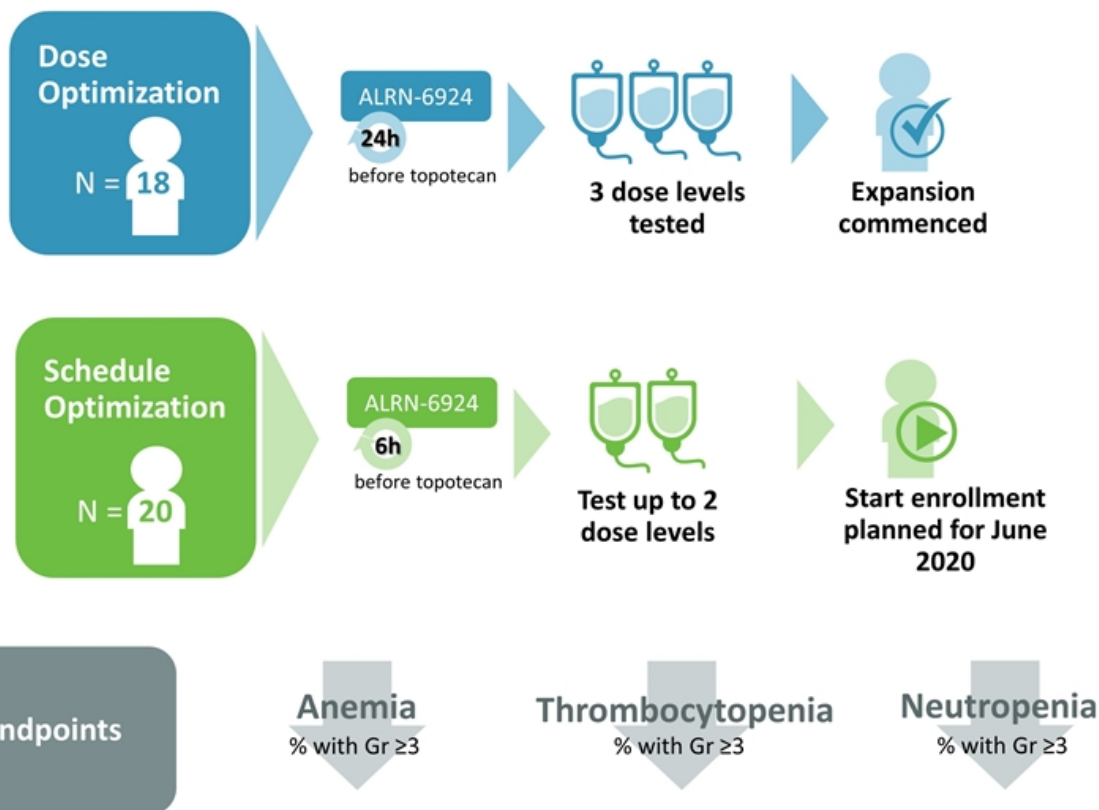 Dose
Optimization
N = 18
ALRN-6924
24h
before topotecan
3 dose levels
tested
Expansion
commenced
Schedule
Optimization
N = 20
ALRN-6924
6h
before topotecan
Test up to 2
dose levels
Start enrollment
planned for June
2020
ndpoints
Anemia
% with Gr ≥3
Thrombocytopenia
% with Gr ≥3
Neutropenia
% with Gr ≥3